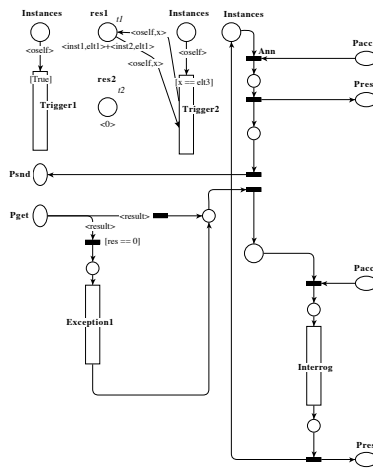 Instances
res1
Instances
Instances
t1
<oself,x>
<oself>
<inst1,elt1>+<inst2,elt1>
<oself>
Ann
Pacc
<oself,x>
[True]
res2
[x == elt3]
t2
Pres
Trigger1
Trigger2
<0>
Psnd
Pget
<result>
<result>
[res == 0]
Pacc
Exception1
Interrog
Pres